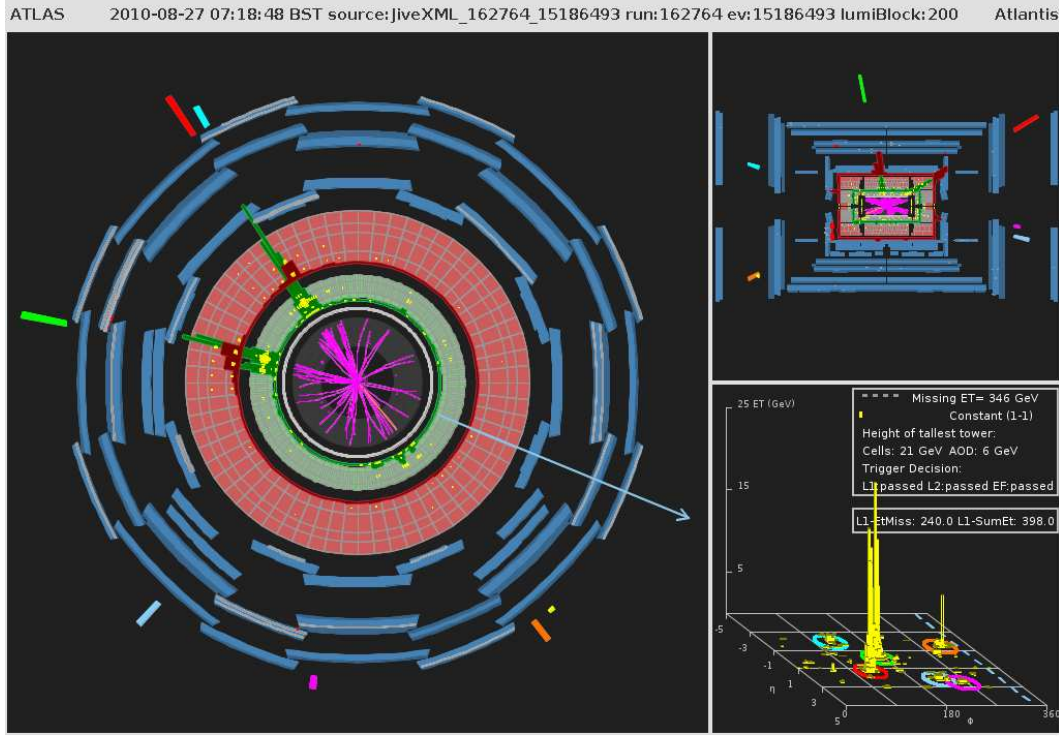 ATLAS 2010-08-27 07:18:48 BST source:JiveXML_162764_15186493 run:162764 ev:15186493 lumiBlock:200 Atlantis
25 ET (GeV)
Missing ET= 346 GeV
Constant (1-1)
Height of tallest tower:
Cells: 21 GeV AOD: 6 GeV
Trigger Decision:
L1:passed L2:passed EF:passed
15
L1-EtMiss: 240.0 L1-SumEt: 398.0
5
-5
-3
-1
η 1
3
5 0 180 Φ 360